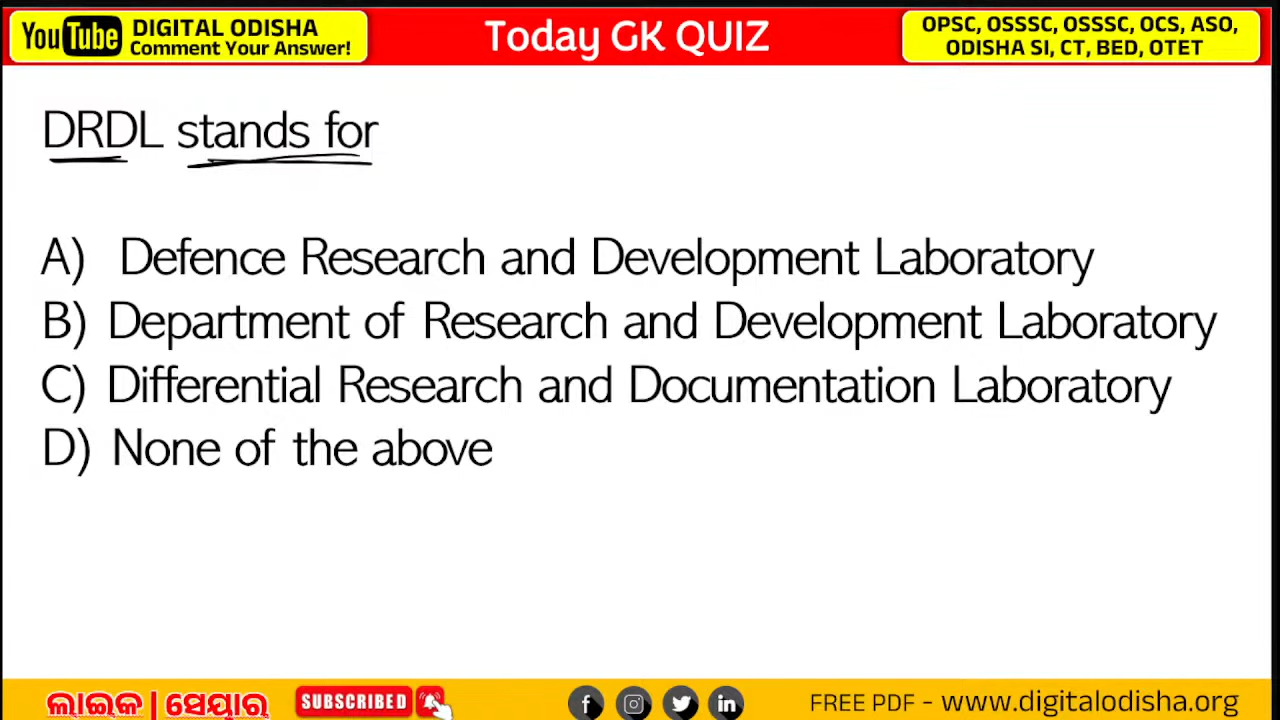 YouTube DIGITAL ODISHA
Comment Your Answer!
Today GK QUIZ
OPSC, OSSSC, OSSSC, OCS, ASO,
ODISHA SI, CT, BED, OTET
DRDL stands for
A) Defence Research and Development Laboratory
B) Department of Research and Development Laboratory
C) Differential Research and Documentation Laboratory
D) None of the above
ଲାଇକ | ସେୟାର୍
SUBSCRIBED
FREE PDF - www.digitalodisha.org